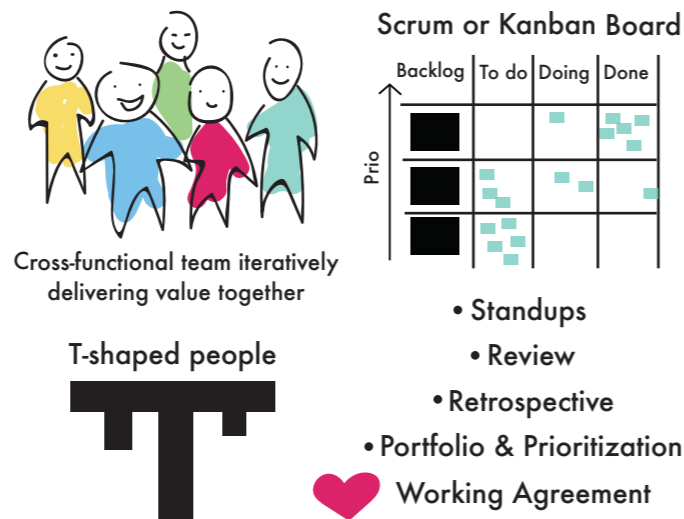 Scrum or Kanban Board
Backlog To do Doing Done
Prio
Cross-functional team iteratively
delivering value together
T-shaped people
• Standups
• Review
• Retrospective
• Portfolio & Prioritization
Working Agreement